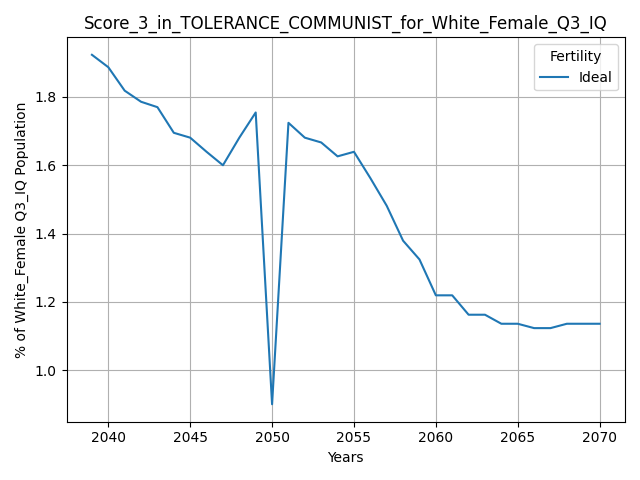 Score_3_in_TOLERANCE_COMMUNIST_for_White_Female_Q3_IQ
Fertility
Ideal
% of White_Female Q3_IQ Population
1.8
1.6
1.4
1.2
1.0
2040 2045 2050 2055 2060 2065 2070
Years